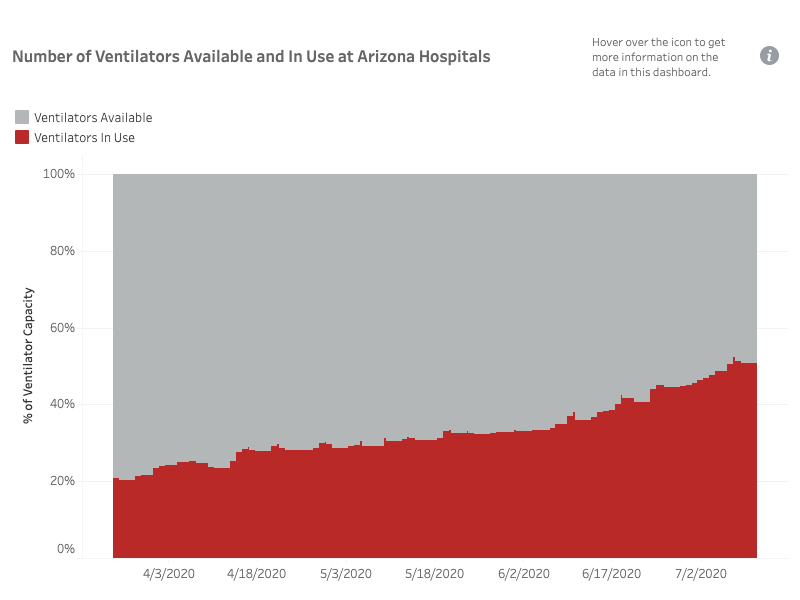 Number of Ventilators Available and In Use at Arizona Hospitals
Hover over the icon to get
more information on the
data in this dashboard.
i
Ventilators Available
Ventilators In Use
% of Ventilator Capacity
100%
80%
60%
40%
20%
0%
4/3/2020 4/18/2020 5/3/2020 5/18/2020 6/2/2020 6/17/2020 7/2/2020